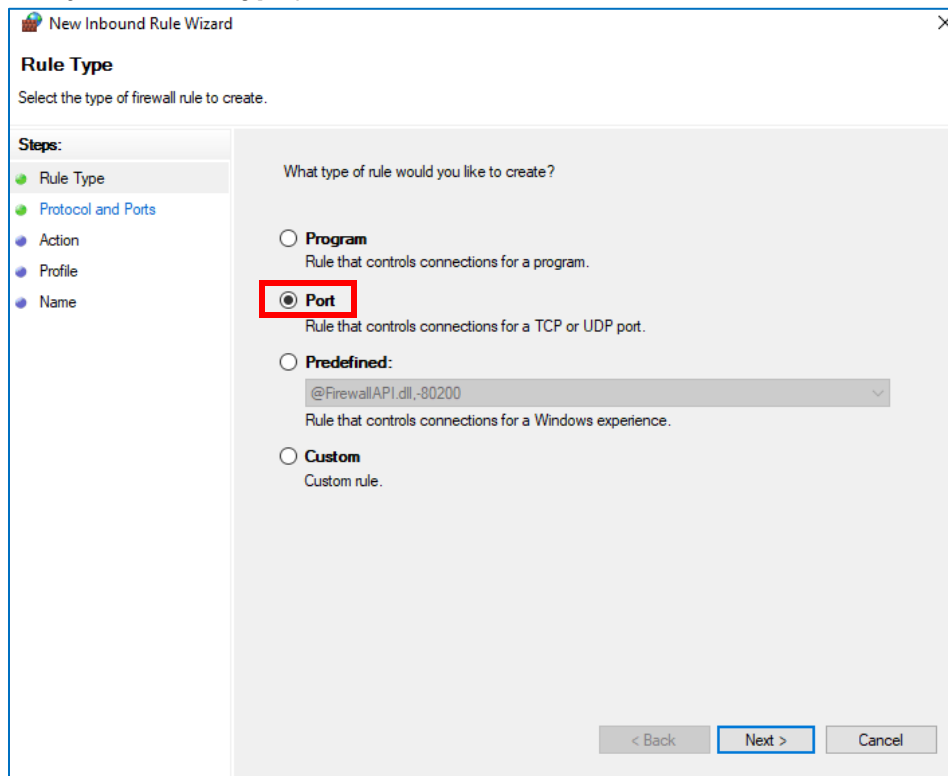 New Inbound Rule Wizard
Rule Type
Select the type of firewall rule to create.
Steps:
Rule Type
Protocol and Ports
Action
Profile
Name
What type of rule would you like to create?
Program
Rule that controls connections for a program.
Port
Rule that controls connections for a TCP or UDP port.
Predefined:
@FirewallAPI.dll,-80200
Rule that controls connections for a Windows experience.
Custom
Custom rule.
< Back Next > Cancel